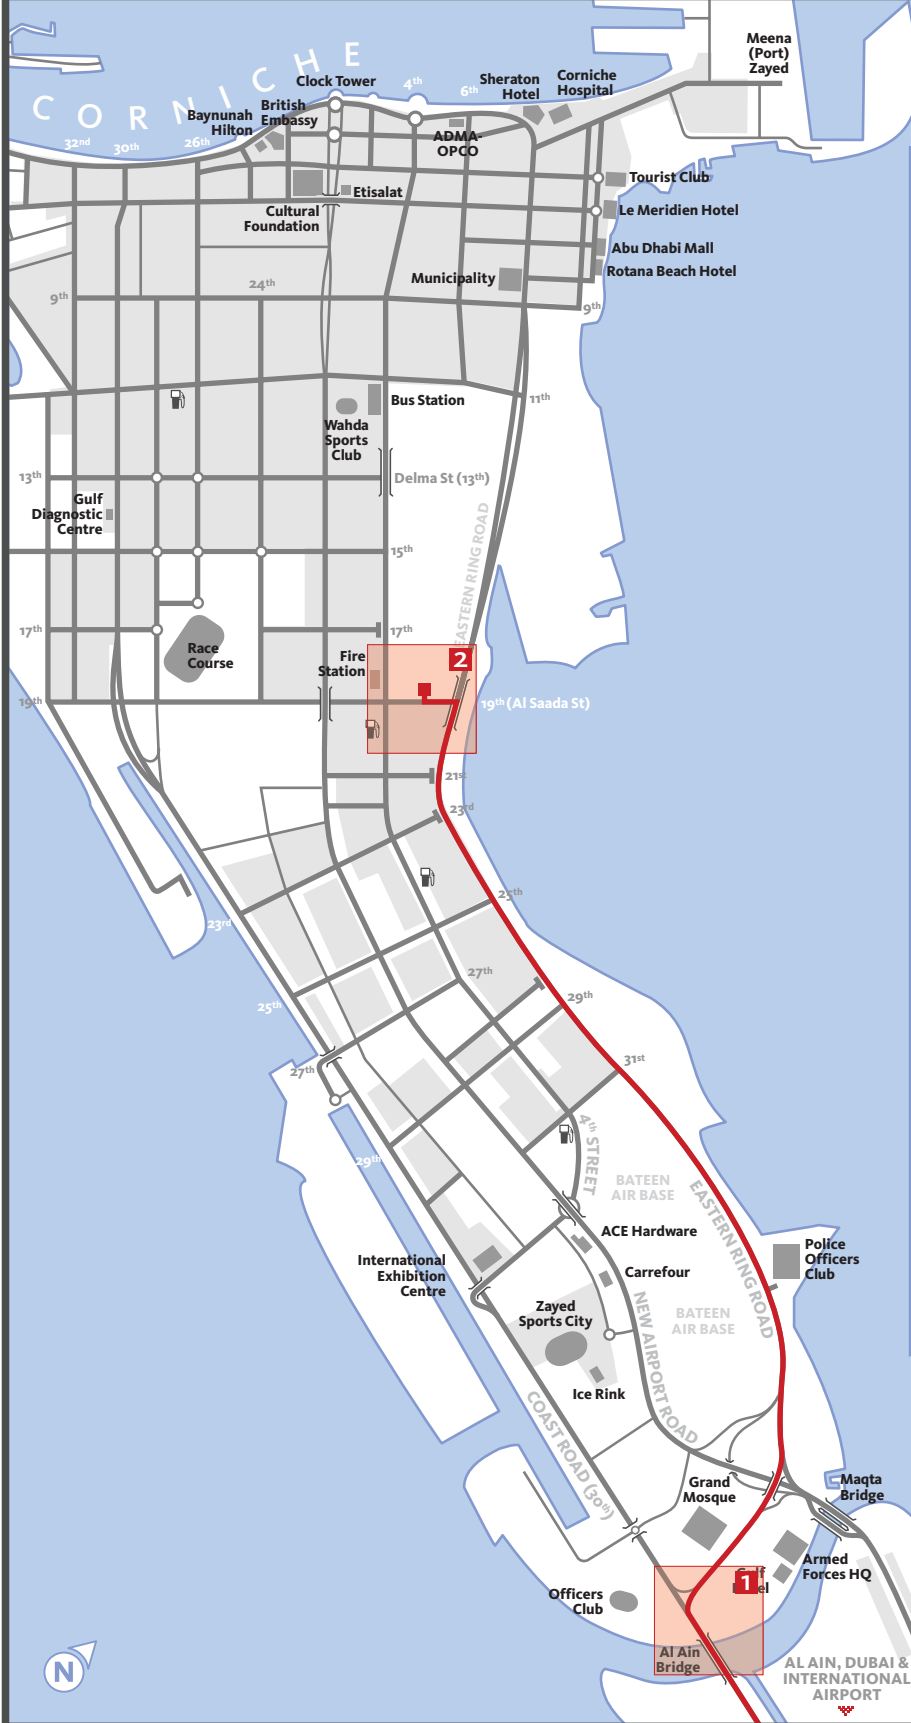 Meena
(Port)
Zayed
CORNICHE
Clock Tower
4th
6th
Sheraton
Hotel
Corniche
Hospital
British
Embassy
Baynunah
Hilton
32nd
30th
26th
ADMA-
OPCO
Tourist Club
Etisalat
Cultural
Foundation
Le Meridien Hotel
Abu Dhabi Mall
Rotana Beach Hotel
Municipality
24th
9th
9th
11th
Bus Station
Wahda
Sports
Club
13th
Delma St (13th)
Gulf
Diagnostic
Centre
EASTERN RING ROAD
15th
17th
17th
Race
Course
Fire
Station
2
19th
19th (Al Saada St)
21st
23rd
25th
23rd
27th
25th
29th
31st
27th
4th STREET
29th
BATEEN
AIR BASE
EASTERN RING ROAD
ACE Hardware
Police
Officers
Club
International
Exhibition
Centre
Carrefour
Zayed
Sports City
NEW AIRPORT ROAD
BATEEN
AIR BASE
Ice Rink
COAST ROAD (30th)
Grand
Mosque
Maqta
Bridge
Armed
Forces HQ
1
Officers
Club
Al Ain
Bridge
N
AL AIN, DUBAI &
INTERNATIONAL
AIRPORT